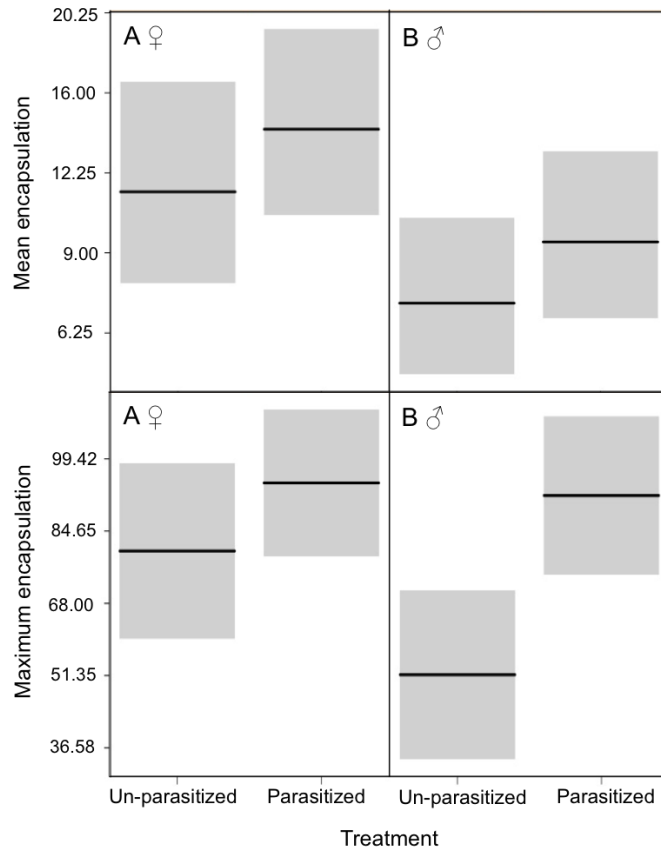 Mean encapsulation
20.25
16.00
12.25
9.00
6.25
A ♀
B ♂
Maximum encapsulation
99.42
84.65
68.00
51.35
36.58
A ♀
B ♂
Un-parasitized Parasitized Un-parasitized Parasitized
Treatment